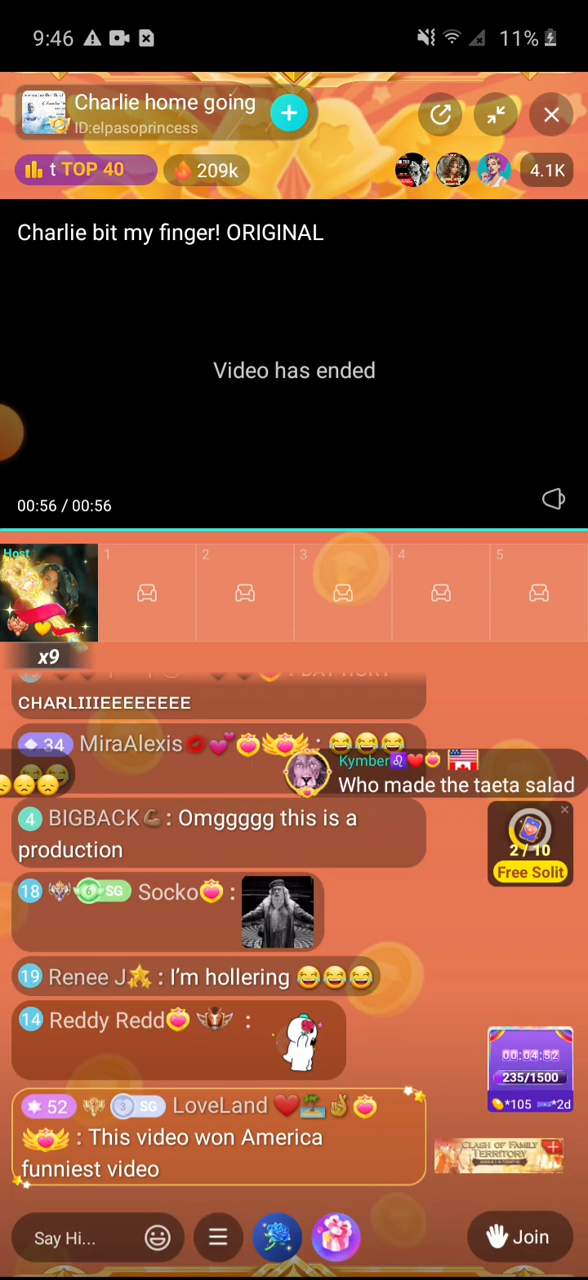 9:46
11%
Charlie home going
ID:elpasoprincess
t TOP 40
209k
4.1K
Charlie bit my finger! ORIGINAL
Video has ended
00:56 / 00:56
Host
1
2
3
4
5
x9
CHARLIIIEEEEEEEE
34 MiraAlexis💋💕 : 😂😂😂
Kymber♌❤️
Who made the taeta salad
4 BIGBACK💪🏿: Omggggg this is a
production
2 / 10
Free Solit
18 6 SG Socko :
19 Renee J : I'm hollering 😂😂😂
14 Reddy Redd :
00:04:52
235/1500
*105 *2d
52 3 SG LoveLand ❤️🏝️🤞🏽
: This video won America
funniest video
CLASH OF FAMILY
TERRITORY
Say Hi...
Join